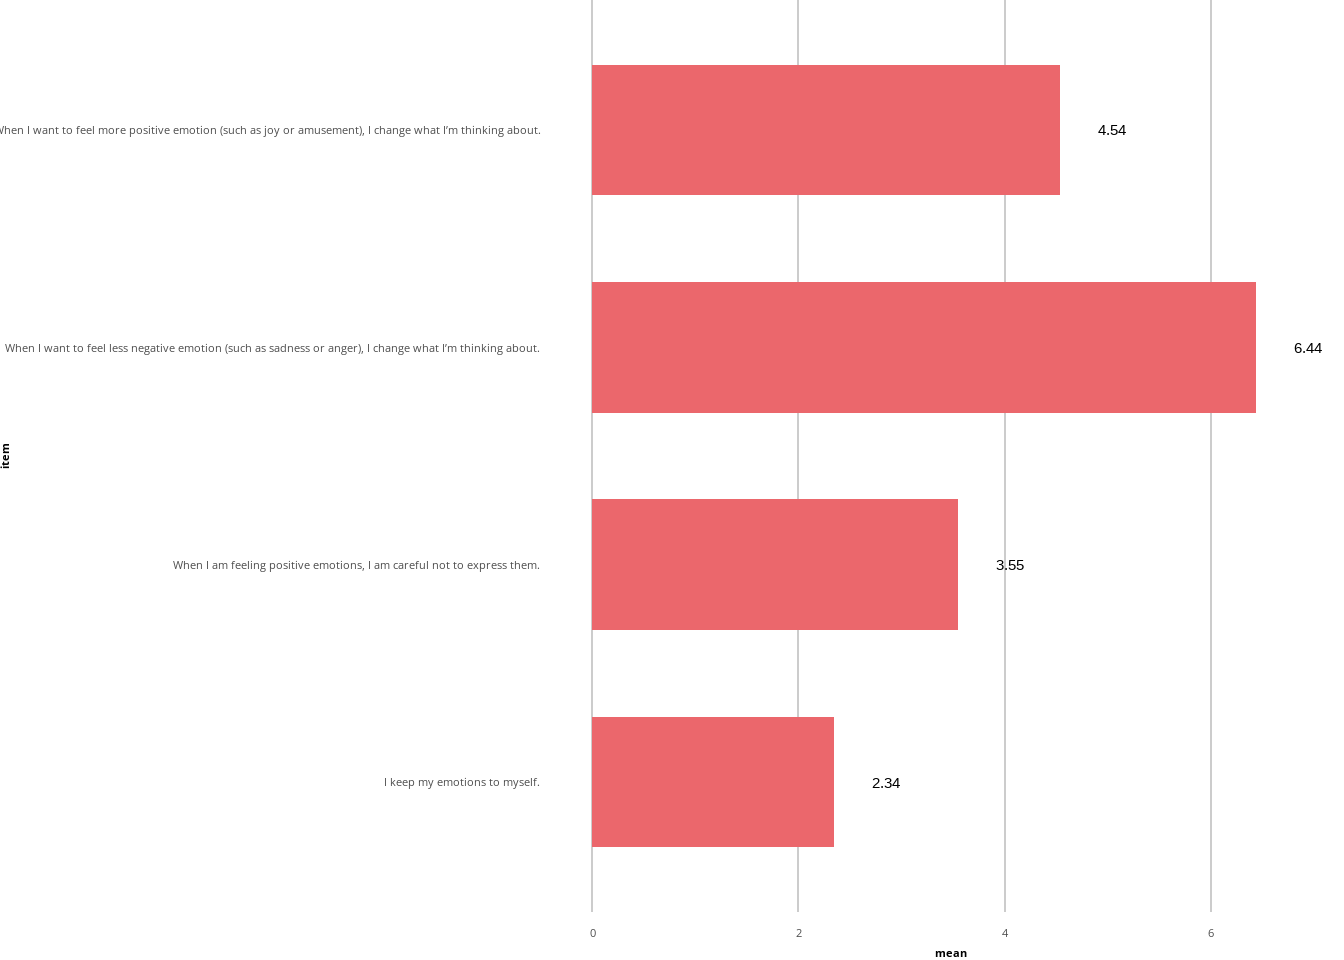 When I want to feel more positive emotion (such as joy or amusement), I change what I’m thinking about.
4.54
When I want to feel less negative emotion (such as sadness or anger), I change what I’m thinking about.
6.44
item
When I am feeling positive emotions, I am careful not to express them.
3.55
I keep my emotions to myself.
2.34
0 2 4 6
mean